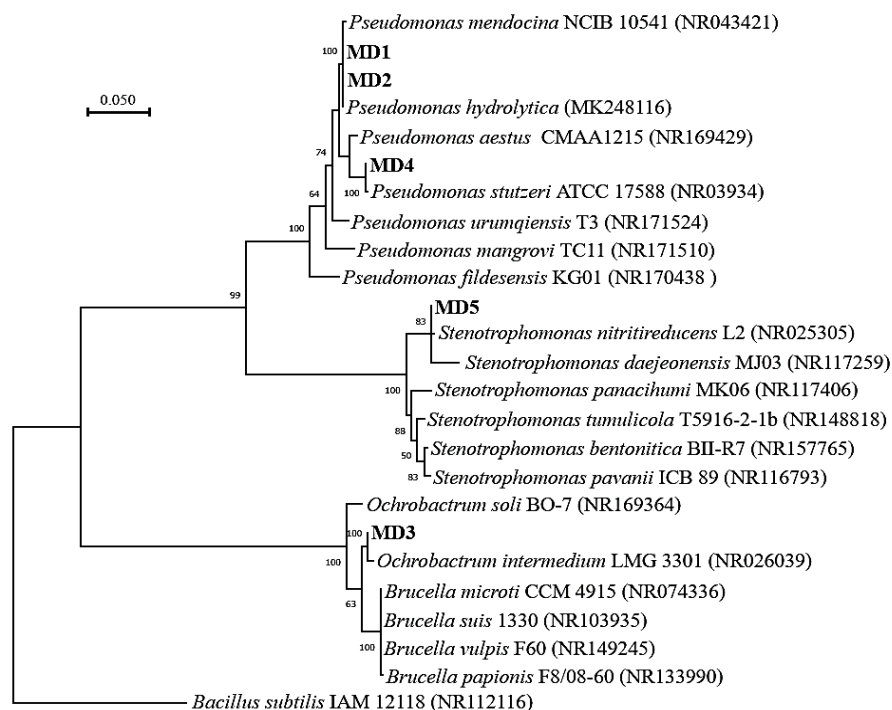 Pseudomonas mendocina NCIB 10541 (NR043421)
100
MD1
MD2
0.050
Pseudomonas hydrolytica (MK248116)
Pseudomonas aestus CMAA1215 (NR169429)
74
MD4
100
Pseudomonas stutzeri ATCC 17588 (NR03934)
64
Pseudomonas urumqiensis T3 (NR171524)
100
Pseudomonas mangrovi TC11 (NR171510)
Pseudomonas fildesensis KG01 (NR170438 )
99
MD5
83
Stenotrophomonas nitritireducens L2 (NR025305)
Stenotrophomonas daejeonensis MJ03 (NR117259)
100
Stenotrophomonas panacihumi MK06 (NR117406)
Stenotrophomonas tumulicola T5916-2-1b (NR148818)
88
Stenotrophomonas bentonitica BII-R7 (NR157765)
50
Stenotrophomonas pavanii ICB 89 (NR116793)
83
Ochrobactrum soli BO-7 (NR169364)
MD3
100
100
Ochrobactrum intermedium LMG 3301 (NR026039)
Brucella microti CCM 4915 (NR074336)
63
Brucella suis 1330 (NR103935)
Brucella vulpis F60 (NR149245)
100
Brucella papionis F8/08-60 (NR133990)
Bacillus subtilis IAM 12118 (NR112116)